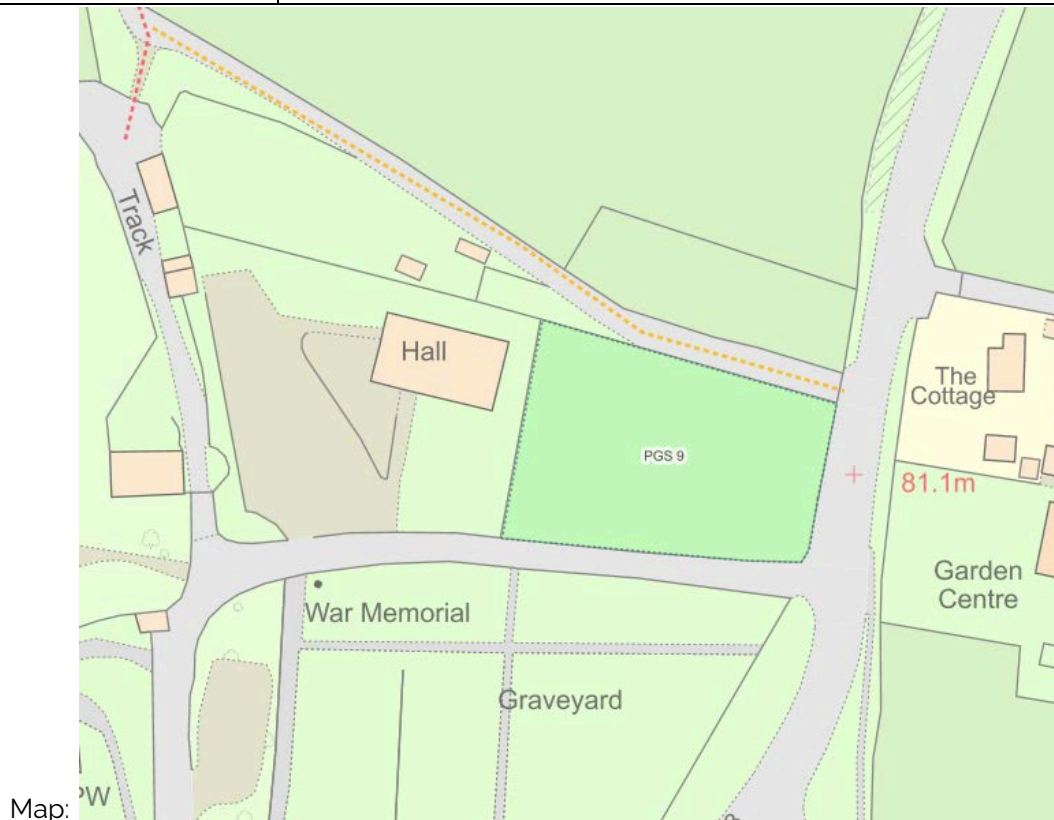 Track
Hall
The
Cottage
PGS 9
81.1m
Garden
Centre
War Memorial
Graveyard
PW
Map: